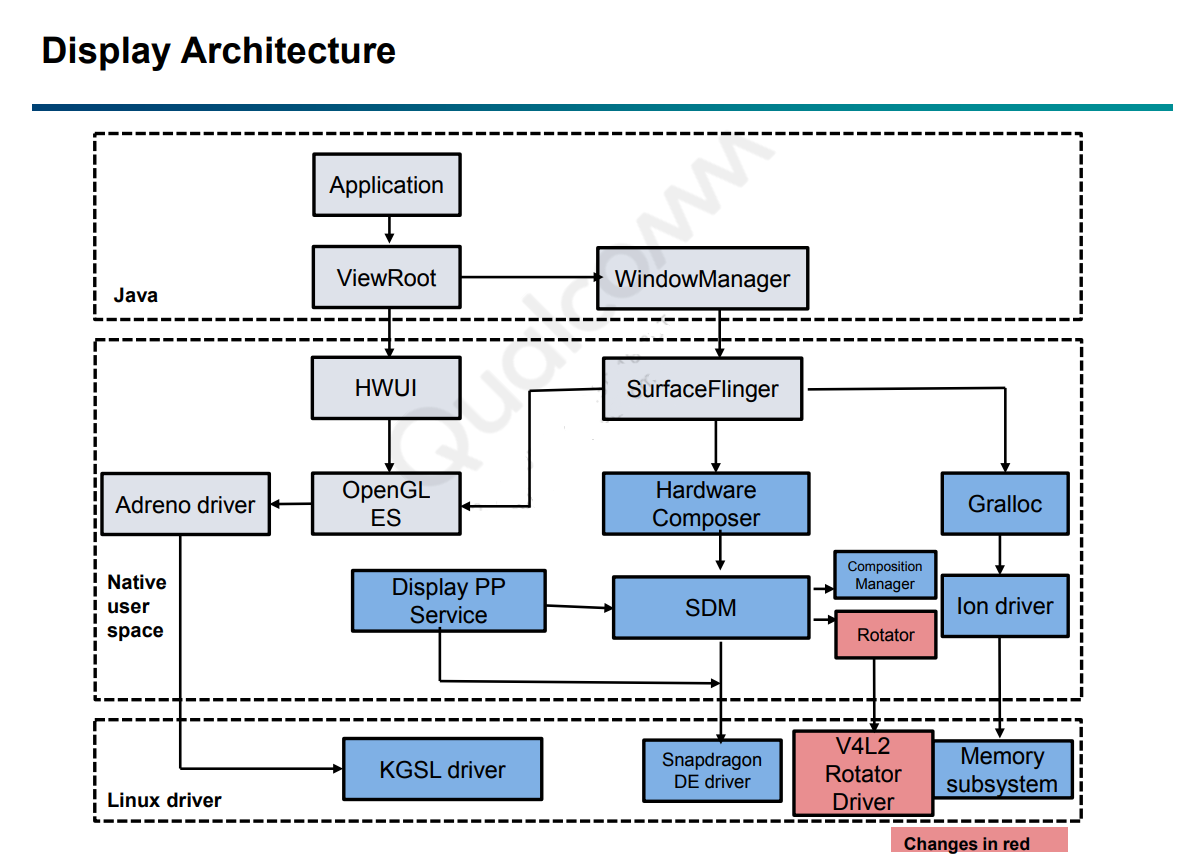 Display Architecture
Application
ViewRoot
WindowManager
Java
HWUI
SurfaceFlinger
Adreno driver
OpenGL
ES
Hardware
Composer
Gralloc
Native
user
space
Display PP
Service
SDM
Composition
Manager
Rotator
Ion driver
Linux driver
KGSL driver
Snapdragon
DE driver
V4L2
Rotator
Driver
Memory
subsystem
Changes in red
Qualcomm